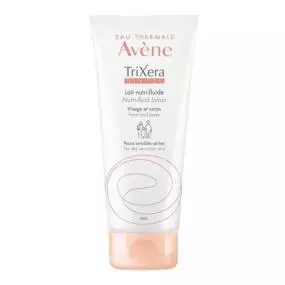 EAU THERMALE
Avène
TriXera
NUTRITION
Lait nutri-fluide
Nutri-fluid lotion
Visage et corps
Face and body
Peaux sensibles sèches
For dry sensitive skin